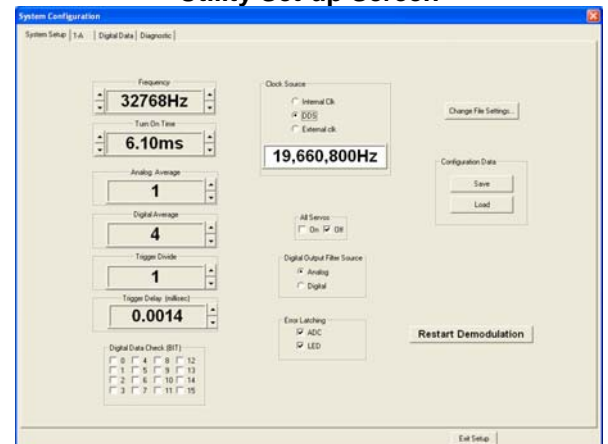 Utility Set-up Screen
System Configuration
System Setup 1-A Digital Data Diagnostic
Frequency
32768Hz
Turn On Time
6.10ms
Analog Average
1
Digital Average
4
Trigger Divide
1
Trigger Delay (millisec)
0.0014
Digital Data Check (BIT)
0 4 8 12
1 5 9 13
2 6 10 14
3 7 11 15
Clock Source
Internal Clk
DDS
External clk
19,660,800Hz
All Servos
On Off
Digital Output Filter Source
Analog
Digital
Error Latching
ADC
LED
Change File Settings...
Configuration Data
Save
Load
Restart Demodulation
Exit Setup